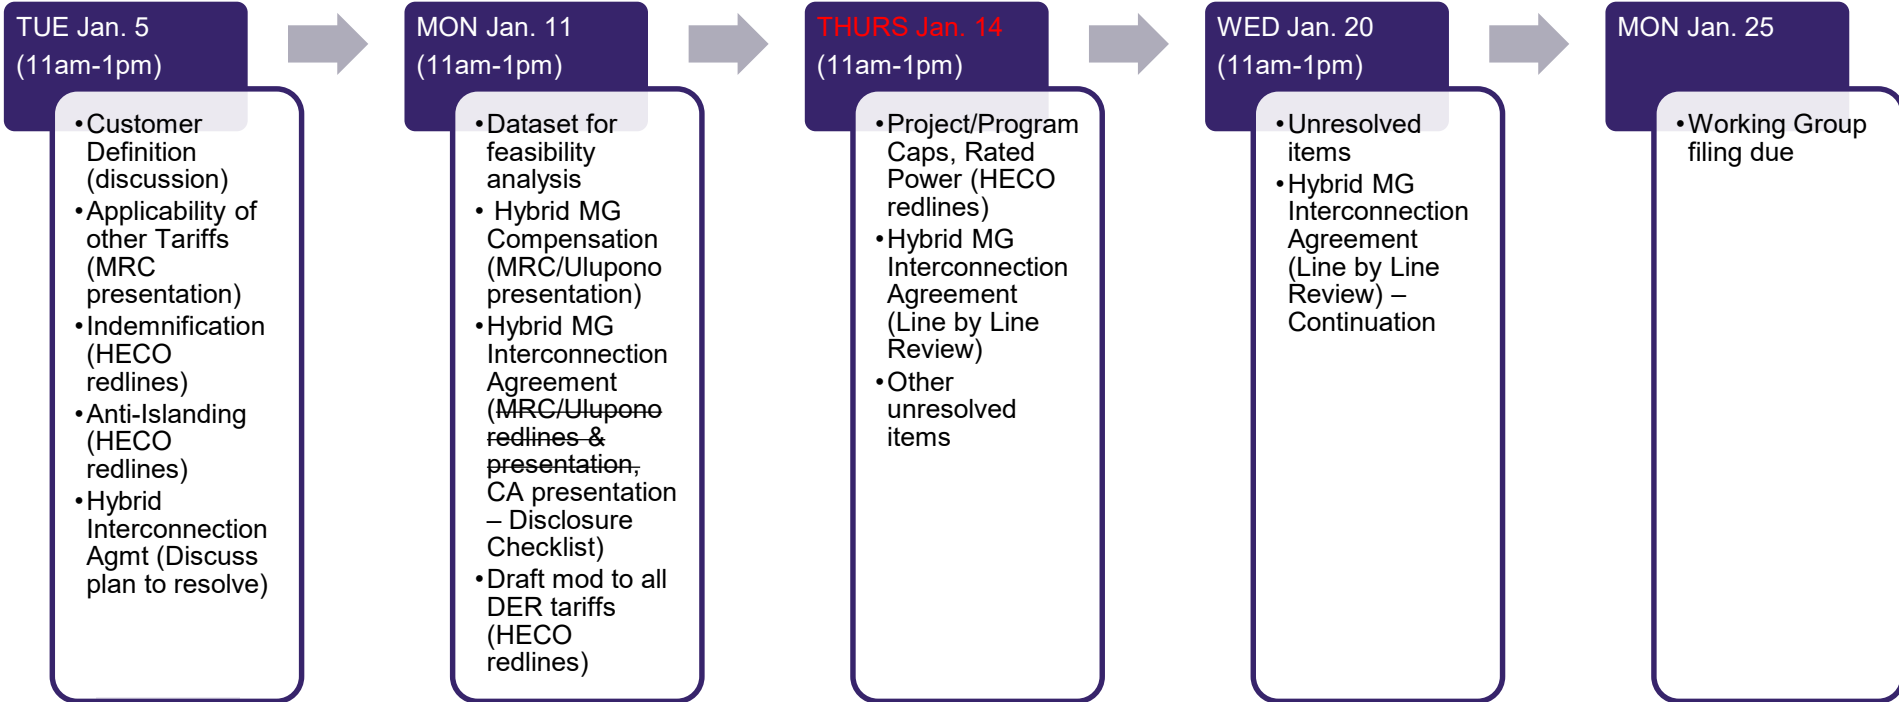 TUE Jan. 5
(11am-1pm)
•Customer
Definition
(discussion)
•Applicability of
other Tariffs
(MRC
presentation)
•Indemnification
(HECO
redlines)
•Anti-Islanding
(HECO
redlines)
•Hybrid
Interconnection
Agmt (Discuss
plan to resolve)
MON Jan. 11
(11am-1pm)
•Dataset for
feasibility
analysis
• Hybrid MG
Compensation
(MRC/Ulupono
presentation)
•Hybrid MG
Interconnection
Agreement
(MRC/Ulupono
redlines &
presentation,
CA presentation
– Disclosure
Checklist)
•Draft mod to all
DER tariffs
(HECO
redlines)
THURS Jan. 14
(11am-1pm)
•Project/Program
Caps, Rated
Power (HECO
redlines)
•Hybrid MG
Interconnection
Agreement
(Line by Line
Review)
•Other
unresolved
items
WED Jan. 20
(11am-1pm)
•Unresolved
items
•Hybrid MG
Interconnection
Agreement
(Line by Line
Review) –
Continuation
MON Jan. 25
•Working Group
filing due